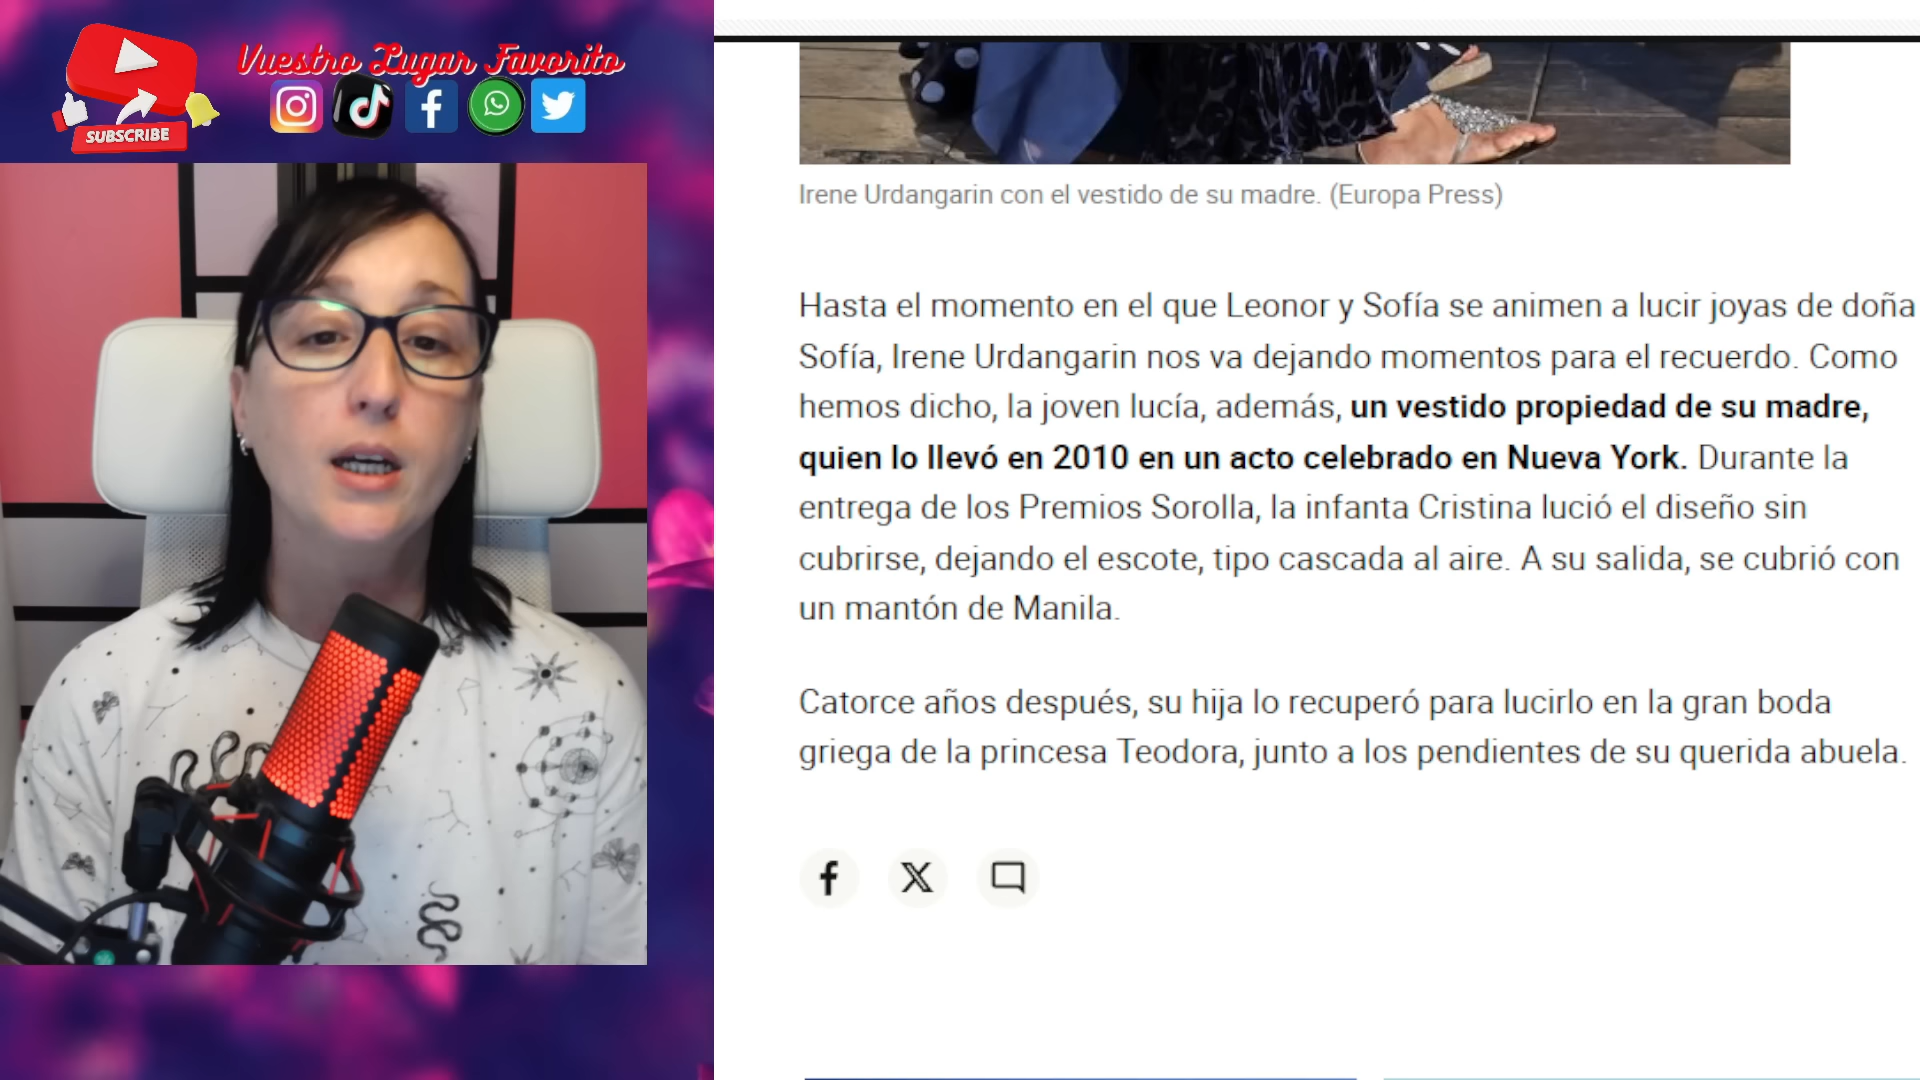 Vuestro Lugar Favorito
SUBSCRIBE
Irene Urdangarin con el vestido de su madre. (Europa Press)
Hasta el momento en el que Leonor y Sofía se animen a lucir joyas de doña
Sofía, Irene Urdangarin nos va dejando momentos para el recuerdo. Como
hemos dicho, la joven lucía, además, un vestido propiedad de su madre,
quien lo llevó en 2010 en un acto celebrado en Nueva York. Durante la
entrega de los Premios Sorolla, la infanta Cristina lució el diseño sin
cubrirse, dejando el escote, tipo cascada al aire. A su salida, se cubrió con
un mantón de Manila.
Catorce años después, su hija lo recuperó para lucirlo en la gran boda
griega de la princesa Teodora, junto a los pendientes de su querida abuela.